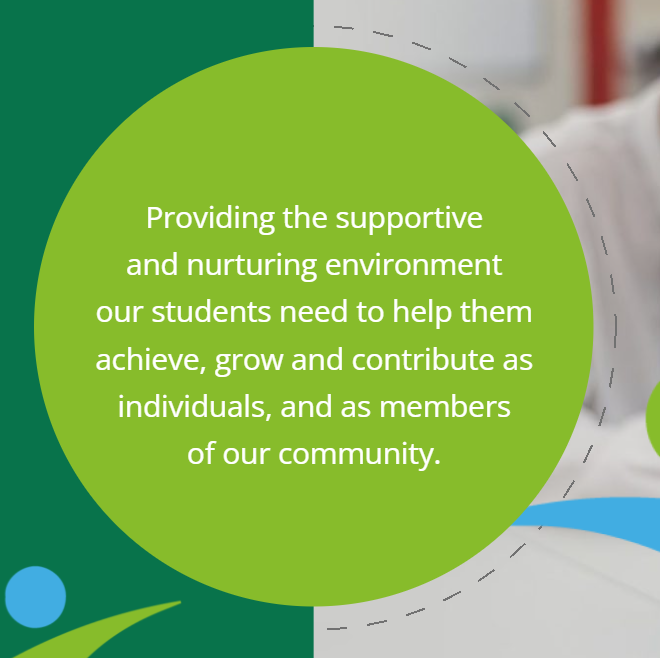 Providing the supportive
and nurturing environment
our students need to help them
achieve, grow and contribute as
individuals, and as members
of our community.